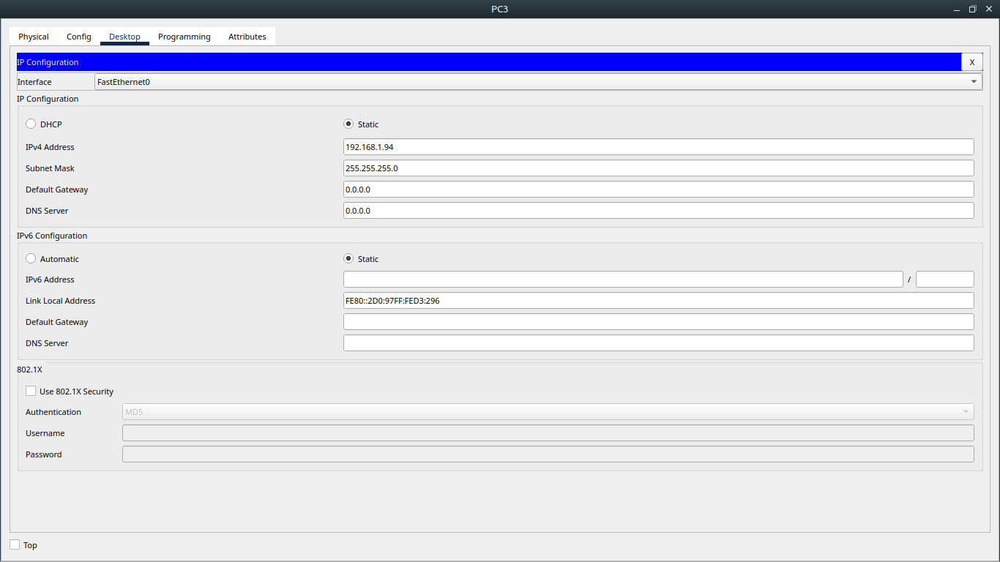 PC3
Physical Config Desktop Programming Attributes
IP Configuration X
Interface FastEthernet0
IP Configuration
DHCP Static
IPv4 Address 192.168.1.94
Subnet Mask 255.255.255.0
Default Gateway 0.0.0.0
DNS Server 0.0.0.0
IPv6 Configuration
Automatic Static
IPv6 Address /
Link Local Address FE80::2D0:97FF:FED3:296
Default Gateway
DNS Server
802.1X
Use 802.1X Security
Authentication MD5
Username
Password
Top